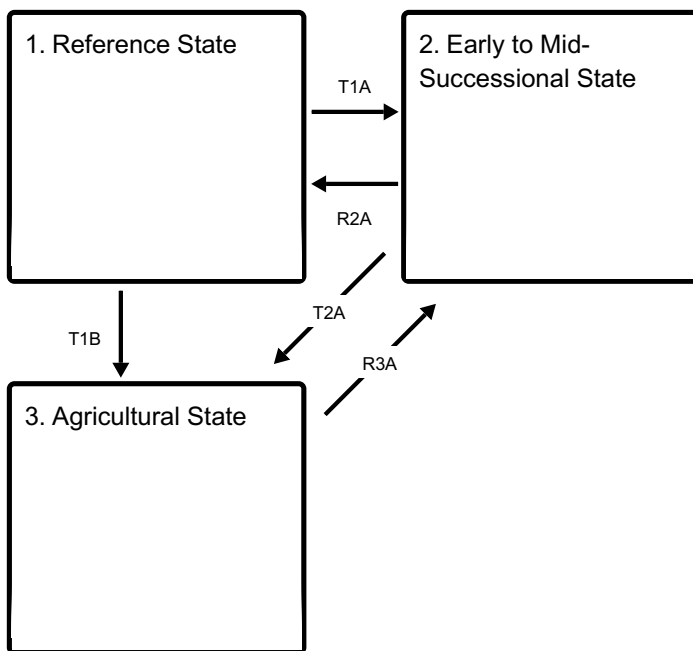 1. Reference State
2. Early to Mid-
Successional State
T1A
R2A
T2A
T1B
R3A
3. Agricultural State